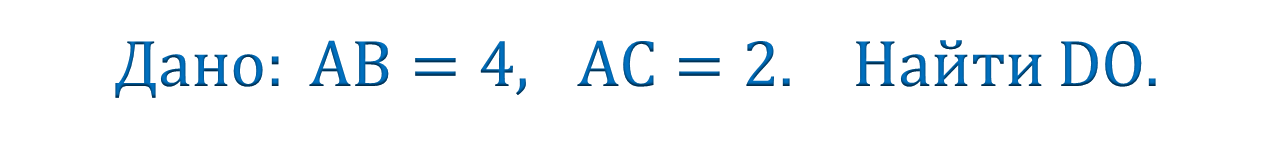 Дано: AB = 4, AC = 2. Найти DO.